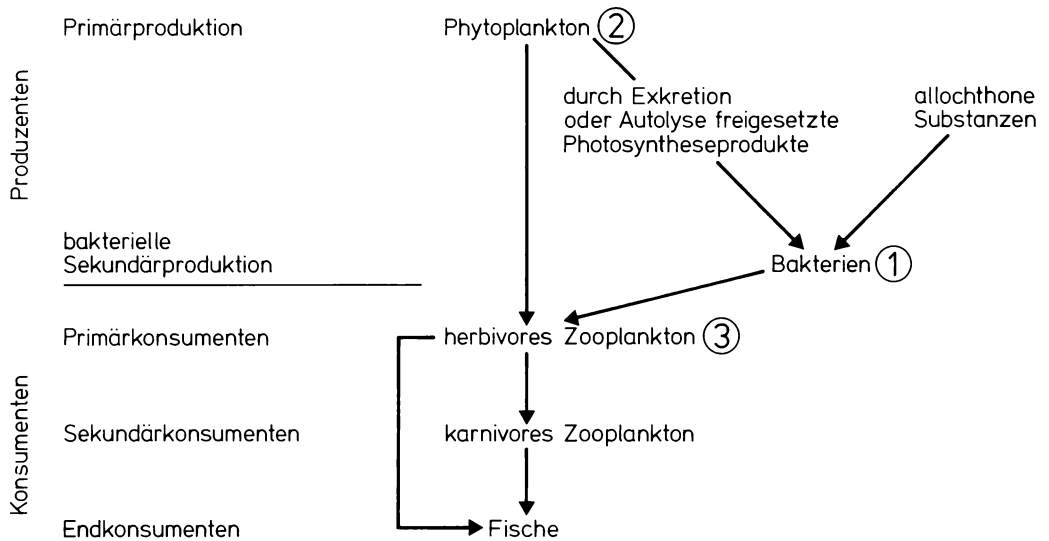 Primärproduktion
Phytoplankton 2
Produzenten
durch Exkretion
oder Autolyse freigesetzte
Photosyntheseprodukte
allochthone
Substanzen
bakterielle
Sekundärproduktion
Bakterien 1
Primärkonsumenten
herbivores Zooplankton 3
Konsumenten
Sekundärkonsumenten
karnivores Zooplankton
Endkonsumenten
Fische